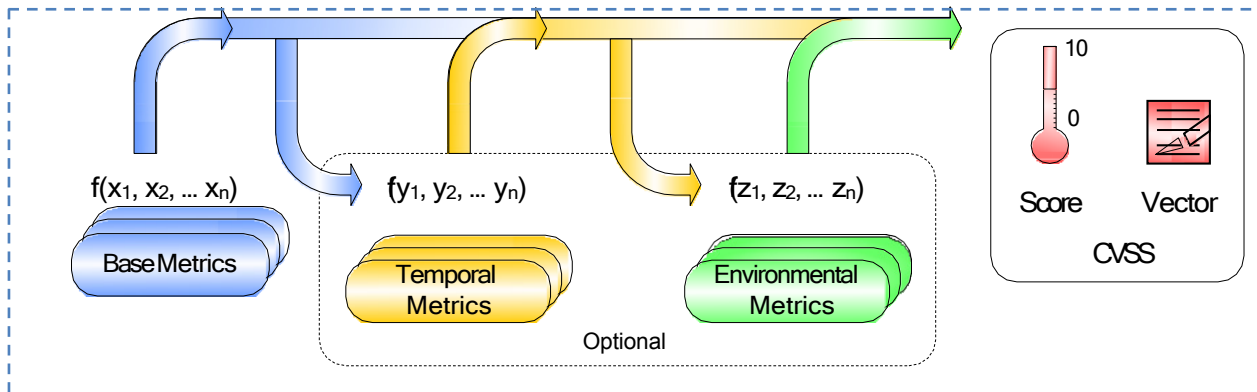 10
0
f(x₁, x₂, ... xₙ)
f(y₁, y₂, ... yₙ)
f(z₁, z₂, ... zₙ)
Score
Vector
Base Metrics
Temporal
Metrics
Environmental
Metrics
CVSS
Optional